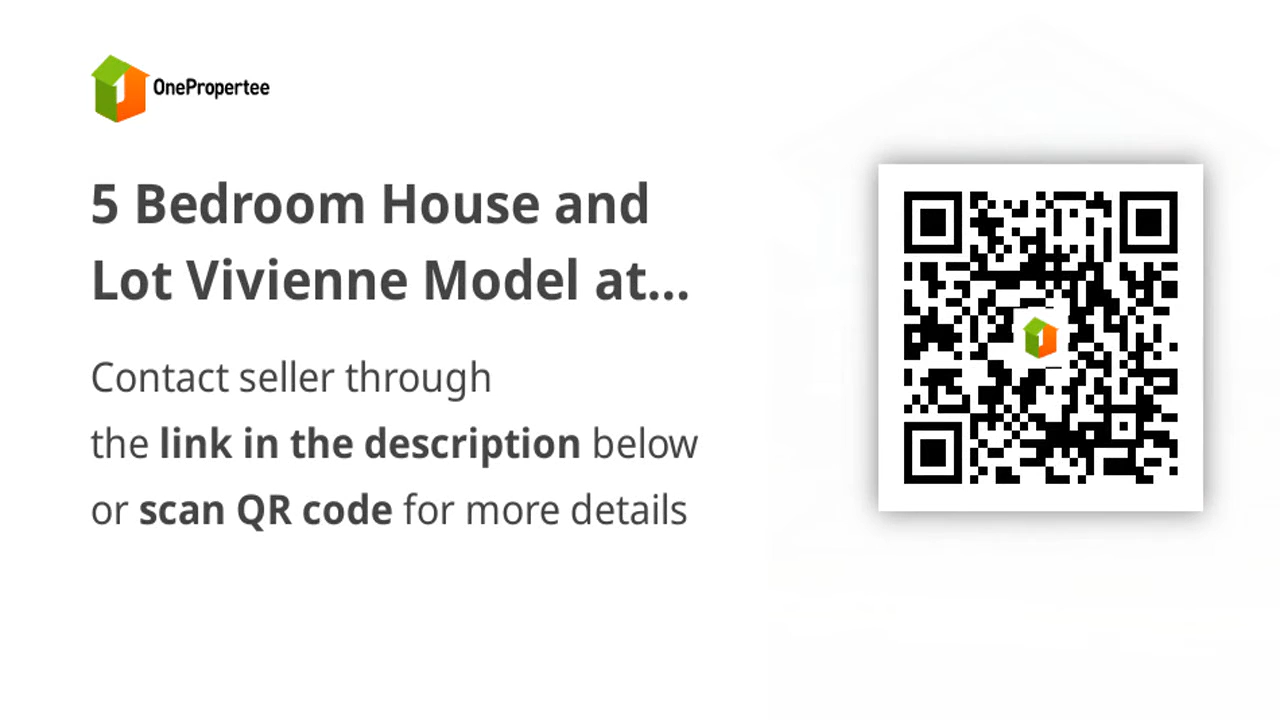 OnePropertee
5 Bedroom House and
Lot Vivienne Model at...
Contact seller through
the link in the description below
or scan QR code for more details